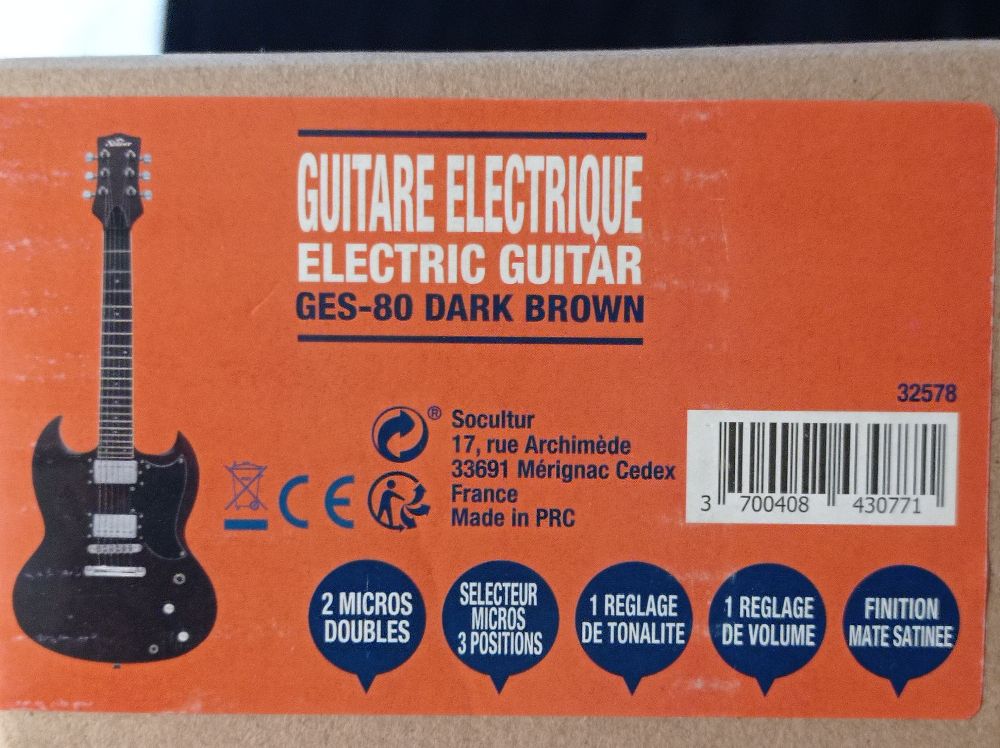 GUITARE ELECTRIQUE
ELECTRIC GUITAR
GES-80 DARK BROWN
32578
® Socultur
17, rue Archimède
33691 Mérignac Cedex
France
Made in PRC
CE
3 700408 430771
2 MICROS
DOUBLES
SELECTEUR
MICROS
3 POSITIONS
1 REGLAGE
DE TONALITE
1 REGLAGE
DE VOLUME
FINITION
MATE SATINEE